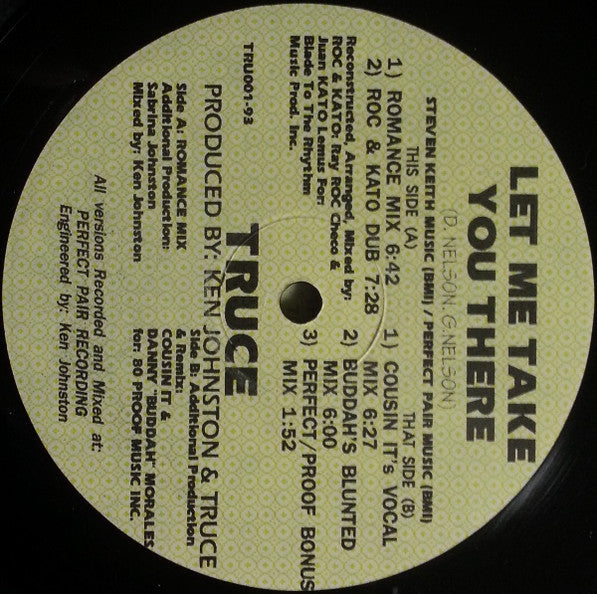 LET ME TAKE
YOU THERE
(D. NELSON, G. NELSON)
STEVEN KEITH MUSIC (BMI) / PERFECT PAIR MUSIC (BMI)
THIS SIDE (A)
1) ROMANCE MIX 6:42
2) ROC & KATO DUB 7:28
Reconstructed, Arranged, Mixed by:
ROC & KATO: Ray ROC Checo &
Juan KATO Lemus For:
Blade To The Rhythm
Music Prod. Inc.
THAT SIDE (B)
1) COUSIN IT's VOCAL
MIX 6:27
2) BUDDAH'S BLUNTED
MIX 6:00
3) PERFECT/PROOF BONUS
MIX 1:52
TRU001-93
TRUCE
PRODUCED BY: KEN JOHNSTON & TRUCE
Side A: ROMANCE MIX
Additional Production:
Sabrina Johnston
Mixed by: Ken Johnston
Side B: Additional Production
& Remix:
COUSIN IT &
DANNY "BUDDAH" MORALES
for: 80 PROOF MUSIC INC.
All versions Recorded and Mixed at:
PERFECT PAIR RECORDING
Engineered by: Ken Johnston